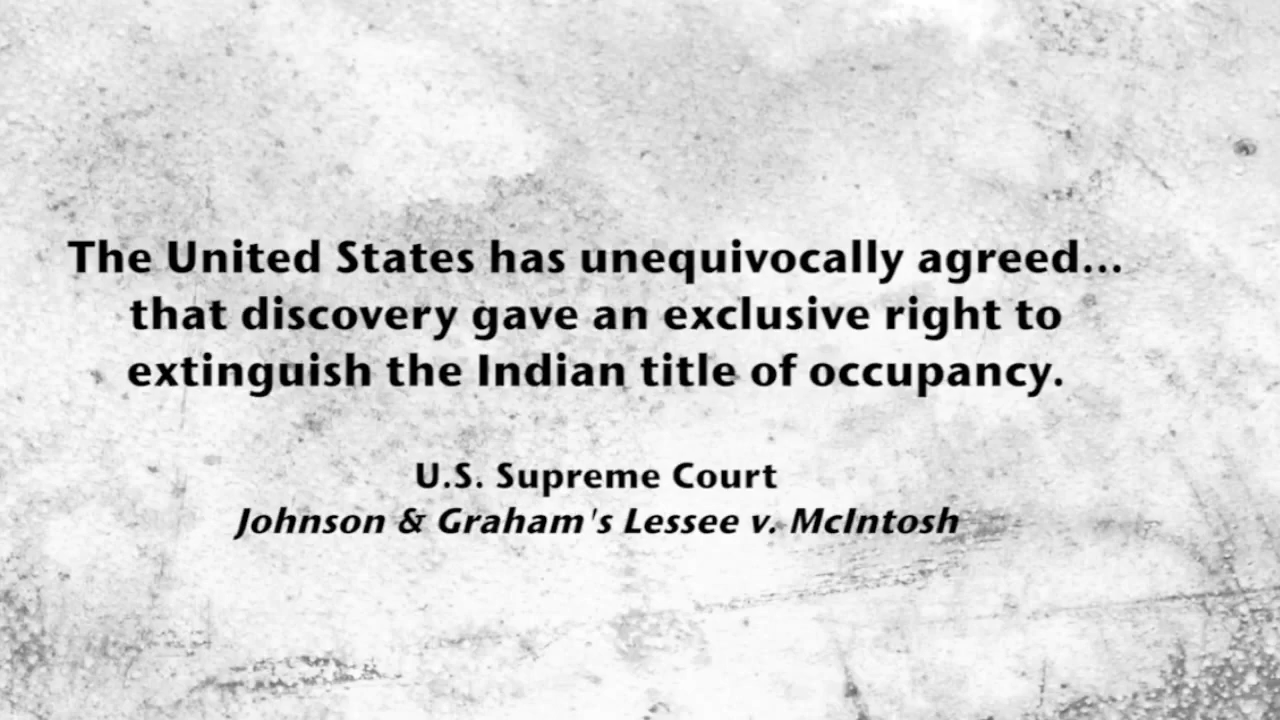 The United States has unequivocally agreed...
that discovery gave an exclusive right to
extinguish the Indian title of occupancy.
U.S. Supreme Court
Johnson & Graham's Lessee v. McIntosh